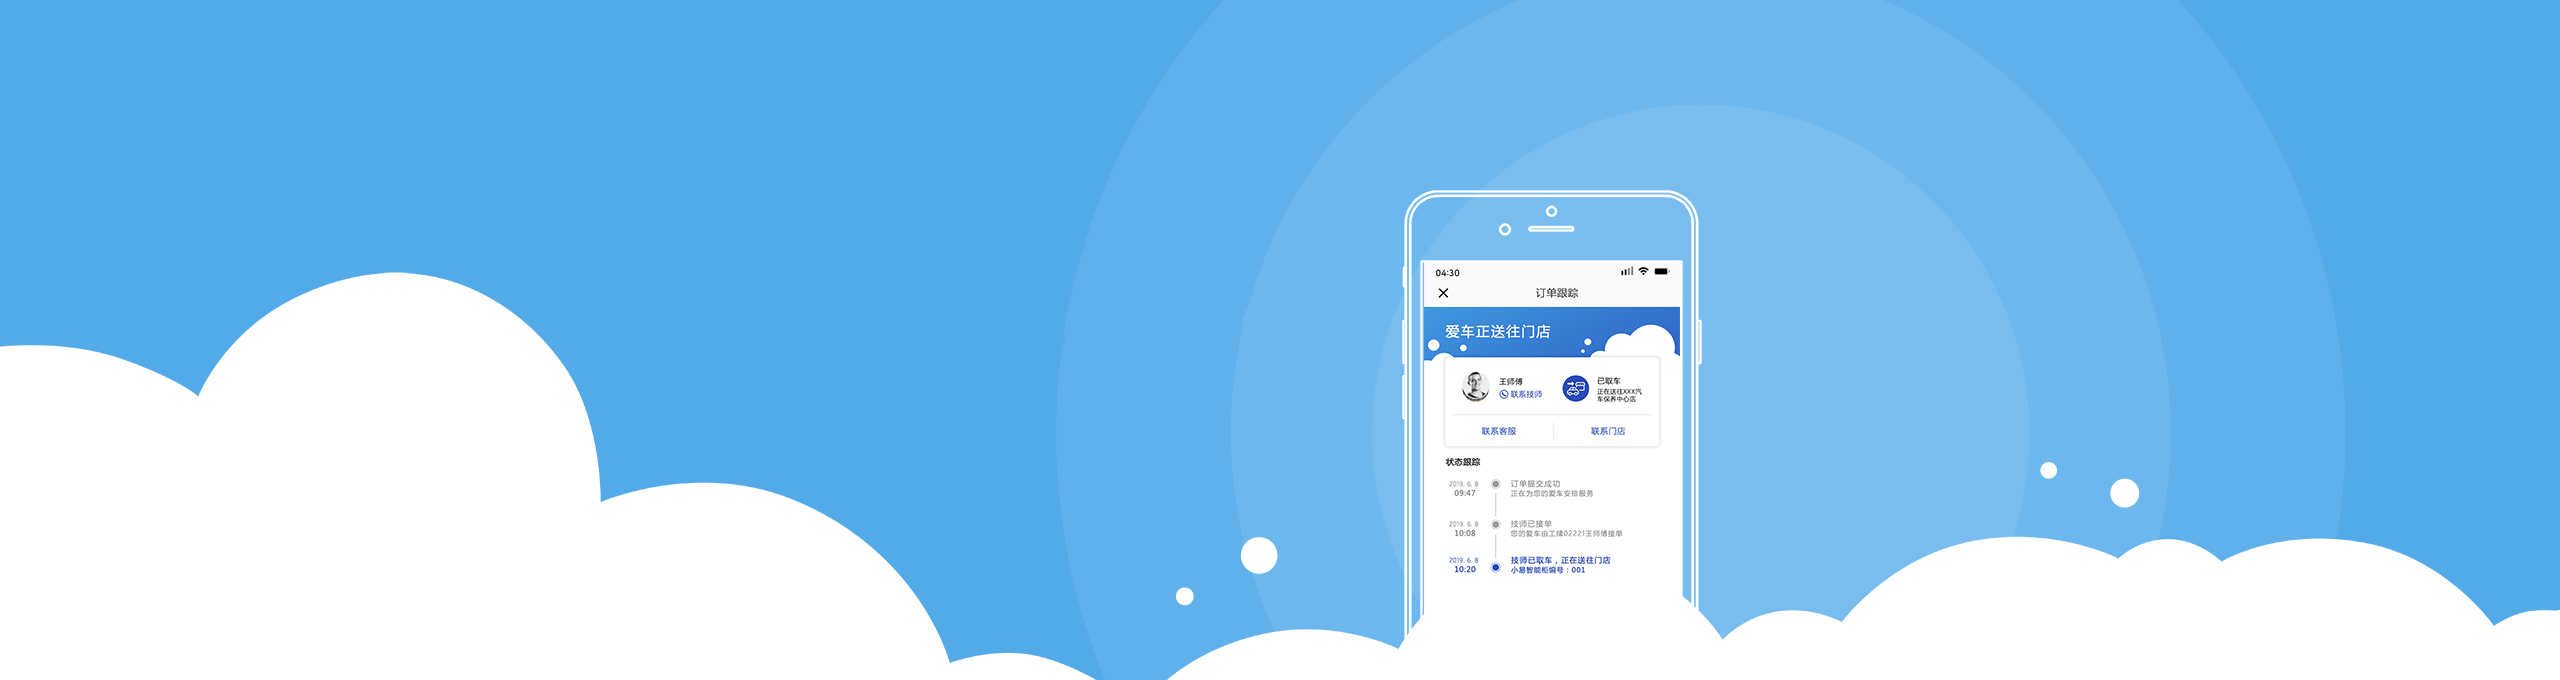 04:30
订单跟踪
爱车正送往门店
王师傅
联系技师
已取车
正在送往XXX汽
车保养中心店
联系客服
联系门店
状态跟踪
2019. 6. 8
09:47
订单提交成功
正在为您的爱车安排服务
2019. 6. 8
10:08
技师已接单
您的爱车由工牌02221王师傅接单
2019. 6. 8
10:20
技师已取车，正在送往门店
小易智能柜编号：001